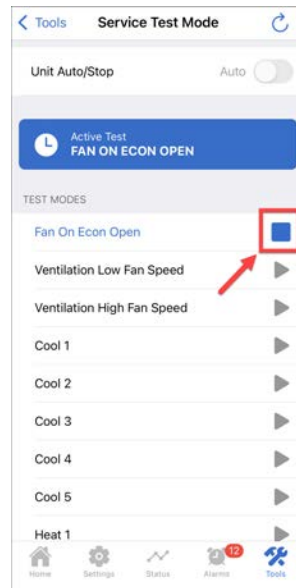 Tools
Service Test Mode
Unit Auto/Stop
Auto
Active Test
FAN ON ECON OPEN
TEST MODES
Fan On Econ Open
Ventilation Low Fan Speed
Ventilation High Fan Speed
Cool 1
Cool 2
Cool 3
Cool 4
Cool 5
Heat 1
12
Home
Settings
Status
Alarms
Tools